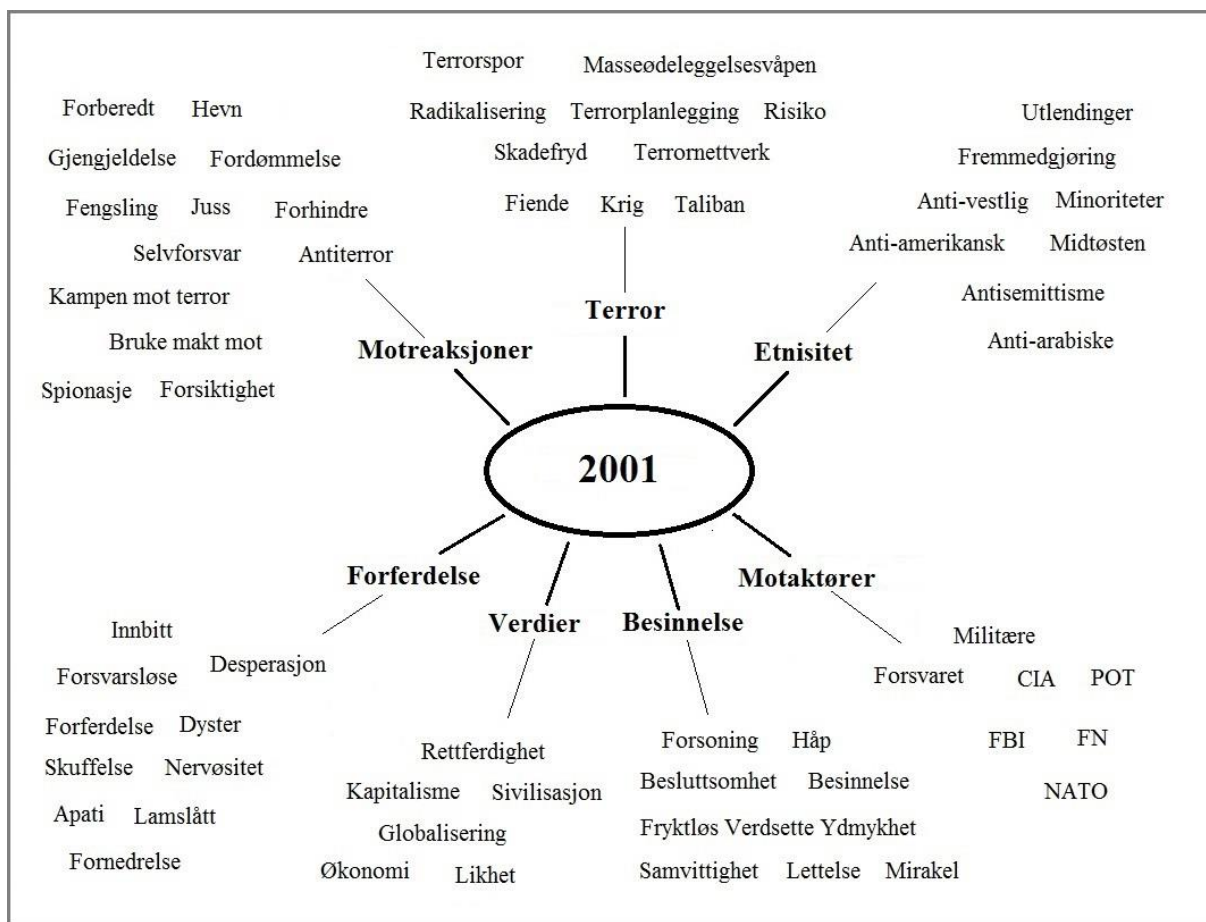 Terrorspor Masseødeleggelsesvåpen
Radikalisering Terrorplanlegging Risiko
Skadefryd Terrornettverk
Fiende Krig Taliban
Terror
Forberedt Hevn
Gjengjeldelse Fordømmelse
Fengsling Juss Forhindre
Selvforsvar Antiterror
Kampen mot terror
Bruke makt mot
Spionasje Forsiktighet
Motreaksjoner
Utlendinger
Fremmedgjøring
Anti-vestlig Minoriteter
Anti-amerikansk Midtøsten
Antisemittisme
Anti-arabiske
Etnisitet
2001
Forferdelse
Innbitt
Desperasjon
Forsvarsløse
Forferdelse Dyster
Skuffelse Nervøsitet
Apati Lamslått
Fornedrelse
Verdier
Rettferdighet
Kapitalisme Sivilisasjon
Globalisering
Økonomi Likhet
Besinnelse
Forsoning Håp
Besluttsomhet Besinnelse
Fryktløs Verdsette Ydmykhet
Samvittighet Lettelse Mirakel
Motaktører
Militære
Forsvaret CIA POT
FBI FN
NATO